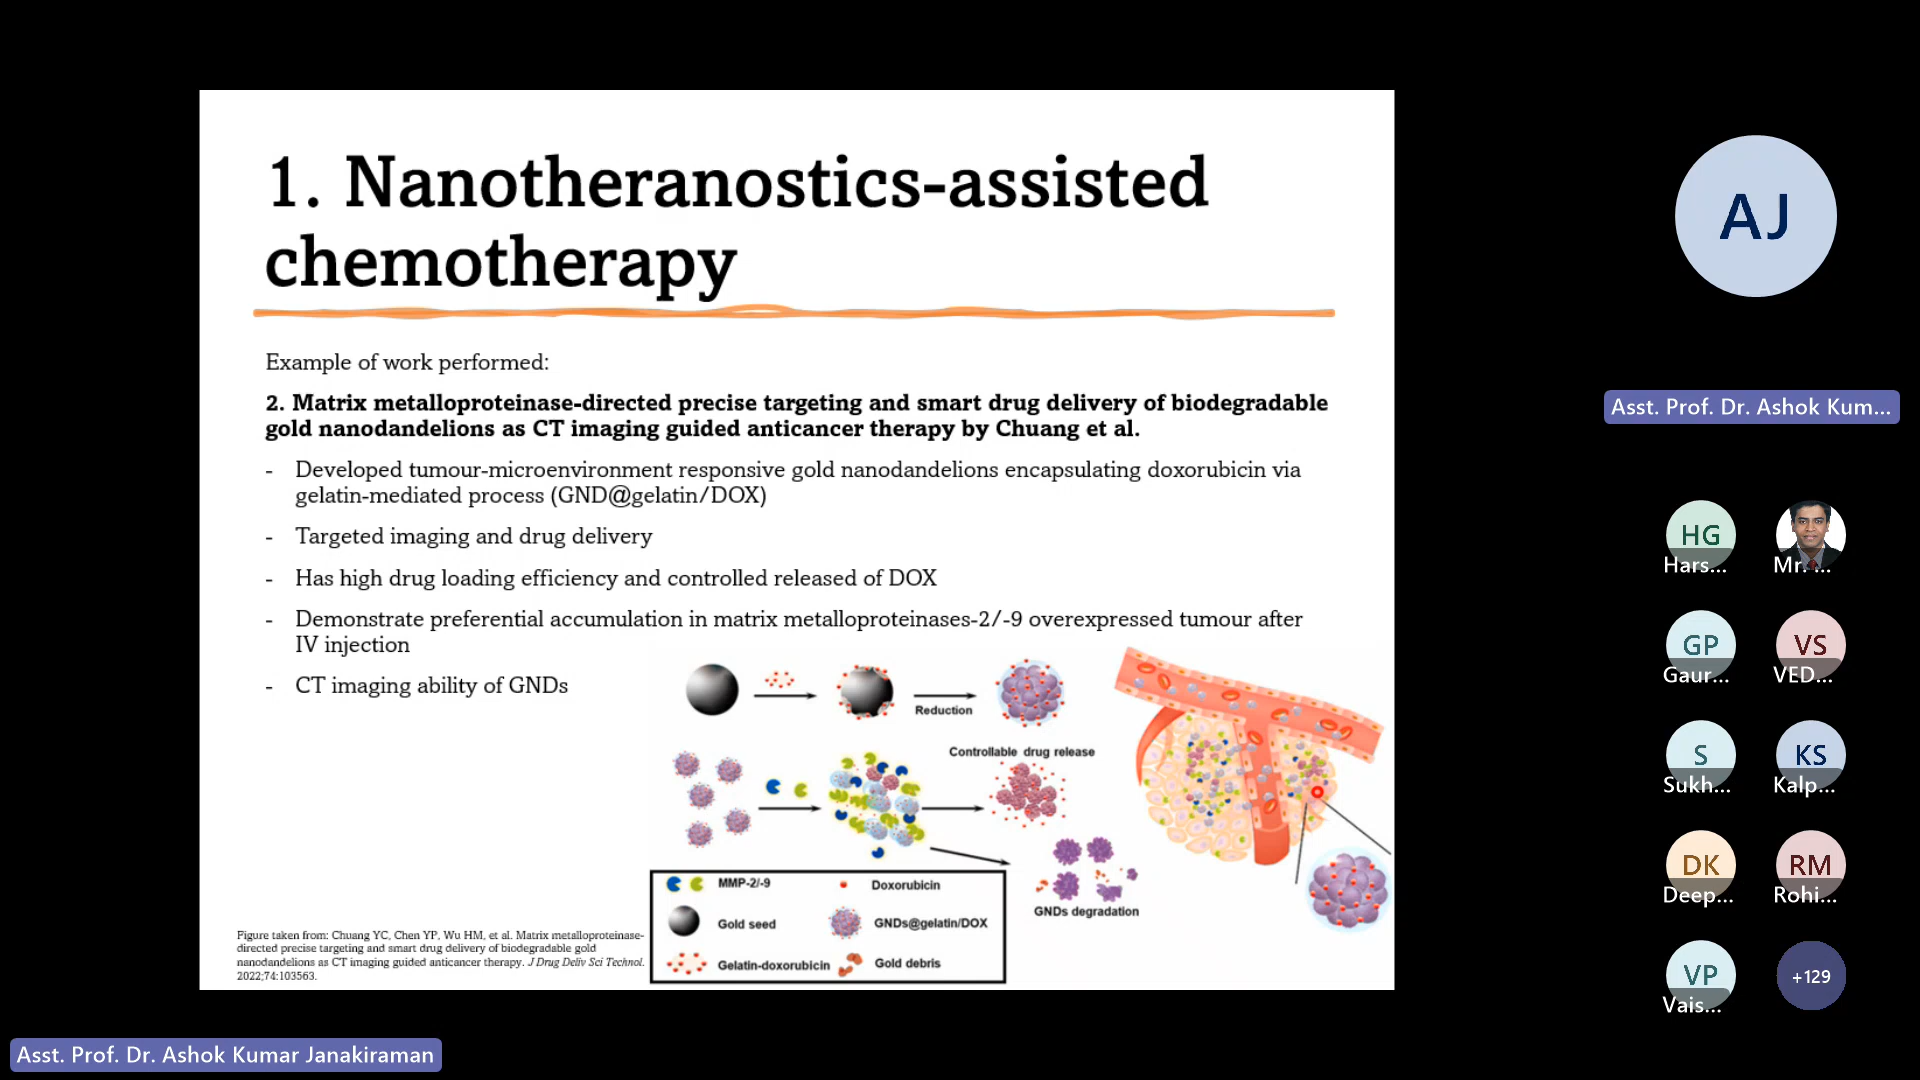 1. Nanotheranostics-assisted
chemotherapy
Example of work performed:
2. Matrix metalloproteinase-directed precise targeting and smart drug delivery of biodegradable
gold nanodandelions as CT imaging guided anticancer therapy by Chuang et al.
- Developed tumour-microenvironment responsive gold nanodandelions encapsulating doxorubicin via
gelatin-mediated process (GND@gelatin/DOX)
- Targeted imaging and drug delivery
- Has high drug loading efficiency and controlled released of DOX
- Demonstrate preferential accumulation in matrix metalloproteinases-2/-9 overexpressed tumour after
IV injection
- CT imaging ability of GNDs
Reduction
Controllable drug release
GNDs degradation
MMP-2/-9
Doxorubicin
Gold seed
GNDs@gelatin/DOX
Gelatin-doxorubicin
Gold debris
Figure taken from: Chuang YC, Chen YP, Wu HM, et al. Matrix metalloproteinase-
directed precise targeting and smart drug delivery of biodegradable gold
nanodandelions as CT imaging guided anticancer therapy. J Drug Deliv Sci Technol.
2022;74:103563.
AJ
Asst. Prof. Dr. Ashok Kum...
HG
Hars...
Mr. ...
GP
Gaur...
VS
VED...
S
Sukh...
KS
Kalp...
DK
Deep...
RM
Rohi...
VP
Vais...
+129
Asst. Prof. Dr. Ashok Kumar Janakiraman